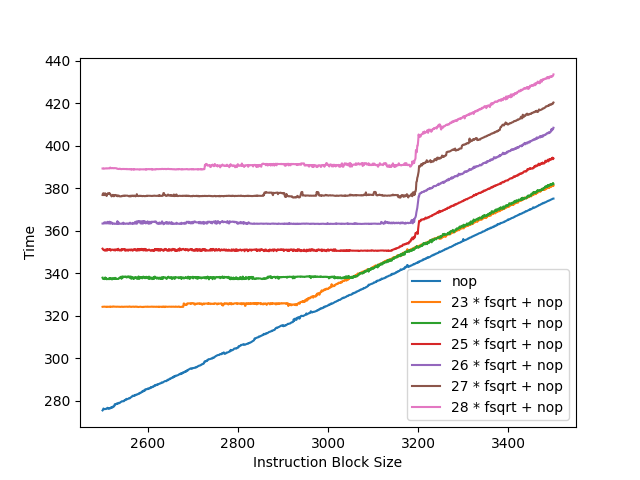 440
420
400
380
360
340
320
300
280
Time
2600 2800 3000 3200 3400
Instruction Block Size
nop
23 * fsqrt + nop
24 * fsqrt + nop
25 * fsqrt + nop
26 * fsqrt + nop
27 * fsqrt + nop
28 * fsqrt + nop